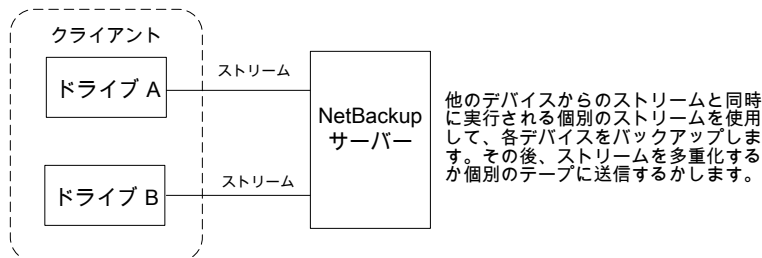 クライアント
ドライブ A
ストリーム
ドライブ B
ストリーム
NetBackup
サーバー
他のデバイスからのストリームと同時
に実行される個別のストリームを使用
して、各デバイスをバックアップしま
す。その後、ストリームを多重化する
か個別のテープに送信するかします。